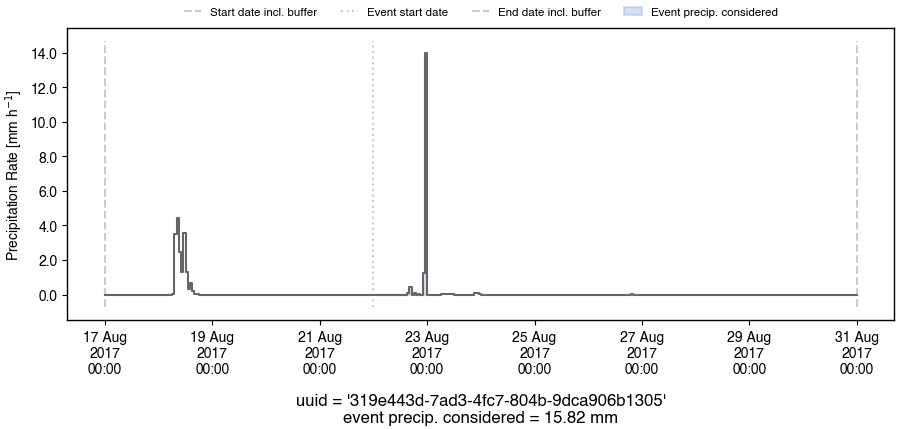 Start date incl. buffer Event start date End date incl. buffer Event precip. considered
Precipitation Rate [mm h⁻¹]
14.0
12.0
10.0
8.0
6.0
4.0
2.0
0.0
17 Aug 19 Aug 21 Aug 23 Aug 25 Aug 27 Aug 29 Aug 31 Aug
2017 2017 2017 2017 2017 2017 2017 2017
00:00 00:00 00:00 00:00 00:00 00:00 00:00 00:00
uuid = '319e443d-7ad3-4fc7-804b-9dca906b1305'
event precip. considered = 15.82 mm